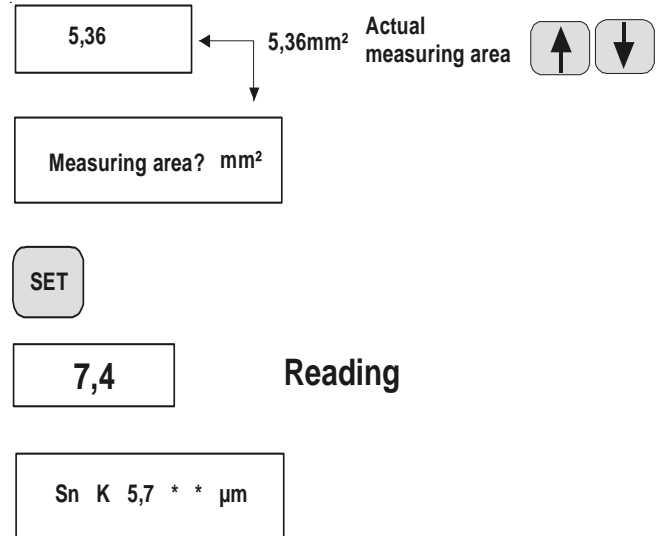 5,36
5,36mm² Actual measuring area
Measuring area? mm²
SET
7,4 Reading
Sn K 5,7 * * µm